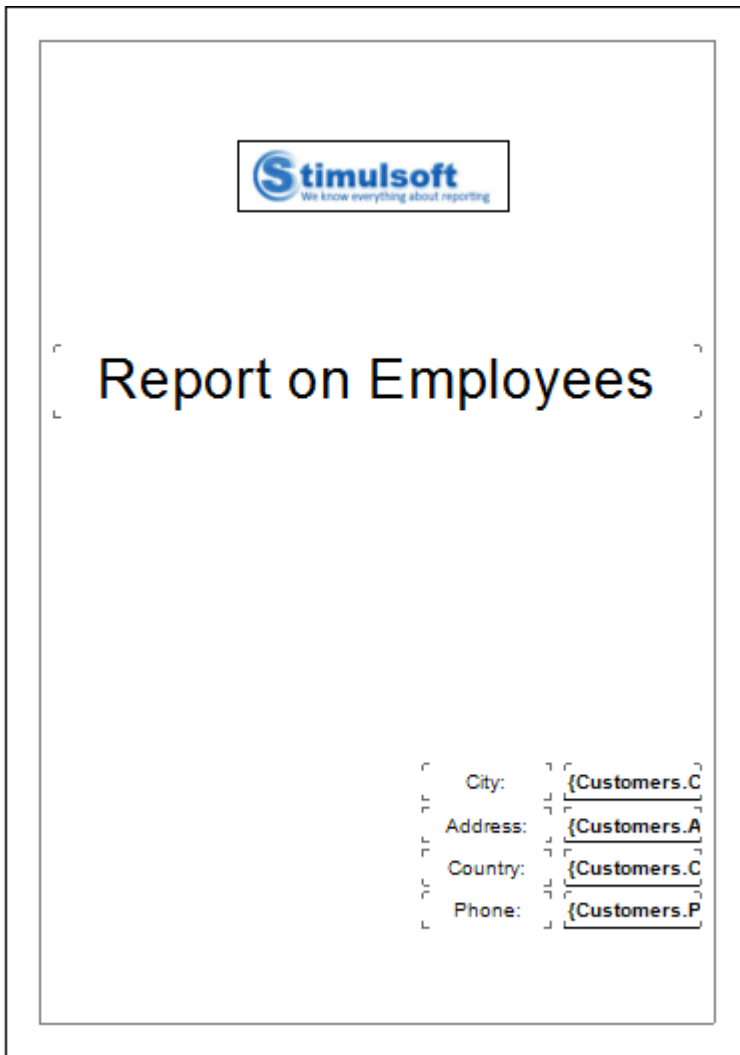 Stimulsoft
We know everything about reporting
Report on Employees
City: {Customers.C
Address: {Customers.A
Country: {Customers.C
Phone: {Customers.P